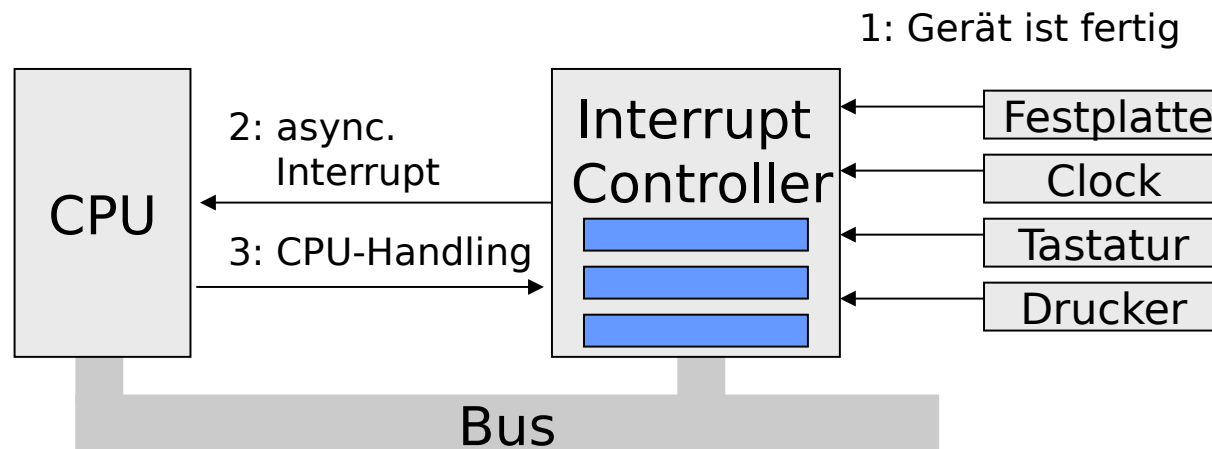 1: Gerät ist fertig
CPU
2: async.
Interrupt
3: CPU-Handling
Interrupt
Controller
Festplatte
Clock
Tastatur
Drucker
Bus